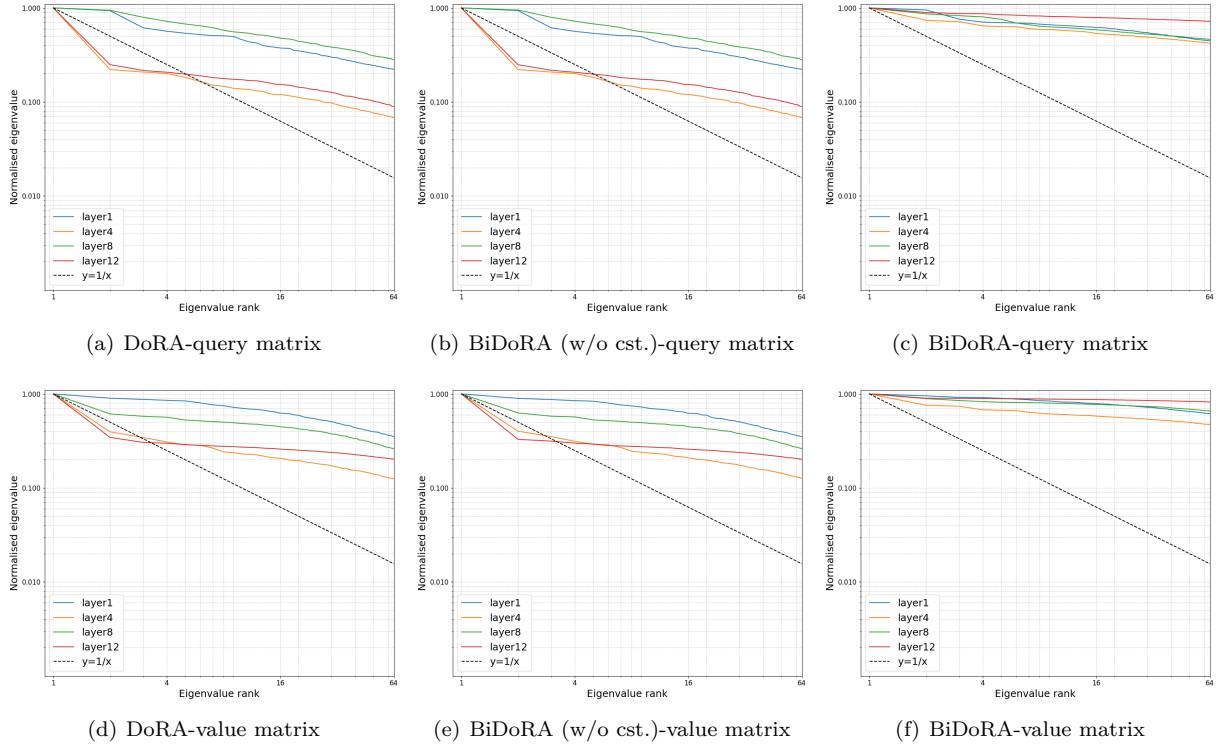 1.000
0.100
0.010
Normalised eigenvalue
layer1
layer4
layer8
layer12
y=1/x
1 4 16 64
Eigenvalue rank
(a) DoRA-query matrix
1.000
0.100
0.010
Normalised eigenvalue
layer1
layer4
layer8
layer12
y=1/x
1 4 16 64
Eigenvalue rank
(b) BiDoRA (w/o cst.)-query matrix
1.000
0.100
0.010
Normalised eigenvalue
layer1
layer4
layer8
layer12
y=1/x
1 4 16 64
Eigenvalue rank
(c) BiDoRA-query matrix
1.000
0.100
0.010
Normalised eigenvalue
layer1
layer4
layer8
layer12
y=1/x
1 4 16 64
Eigenvalue rank
(d) DoRA-value matrix
1.000
0.100
0.010
Normalised eigenvalue
layer1
layer4
layer8
layer12
y=1/x
1 4 16 64
Eigenvalue rank
(e) BiDoRA (w/o cst.)-value matrix
1.000
0.100
0.010
Normalised eigenvalue
layer1
layer4
layer8
layer12
y=1/x
1 4 16 64
Eigenvalue rank
(f) BiDoRA-value matrix